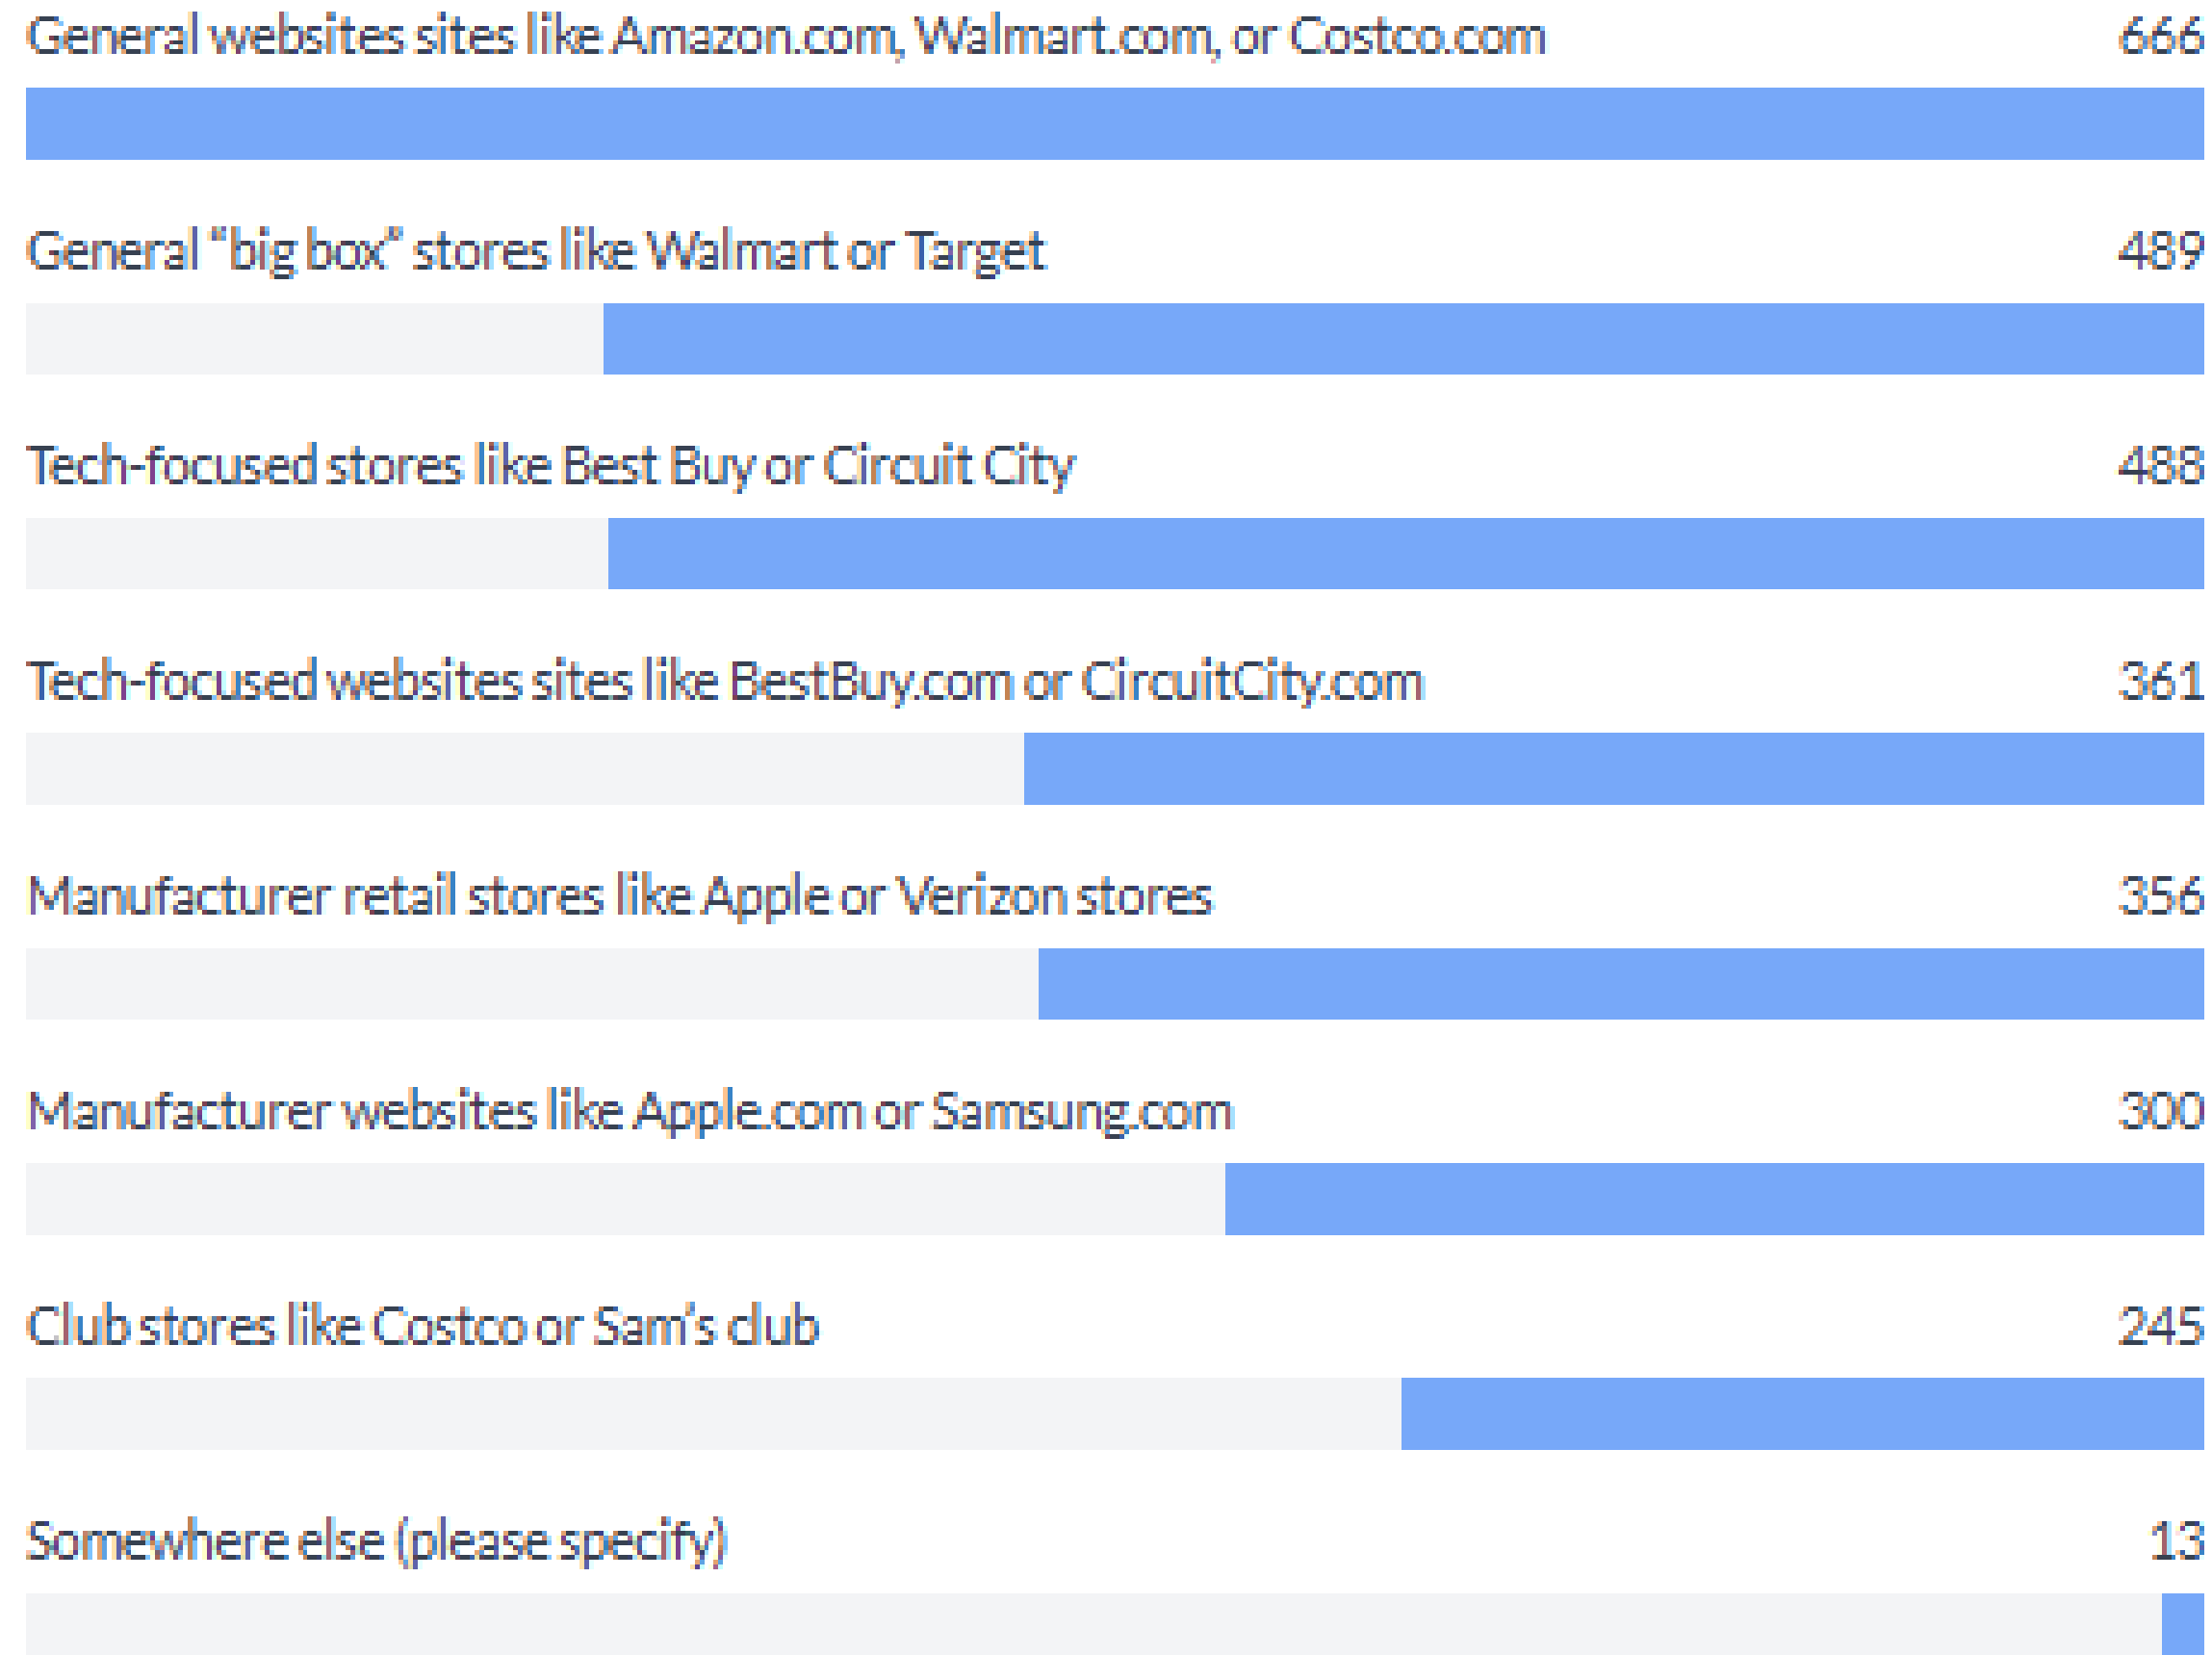 General websites sites like Amazon.com, Walmart.com, or Costco.com 666
General “big box” stores like Walmart or Target 489
Tech-focused stores like Best Buy or Circuit City 488
Tech-focused websites sites like BestBuy.com or CircuitCity.com 361
Manufacturer retail stores like Apple or Verizon stores 356
Manufacturer websites like Apple.com or Samsung.com 300
Club stores like Costco or Sam’s club 245
Somewhere else (please specify) 13